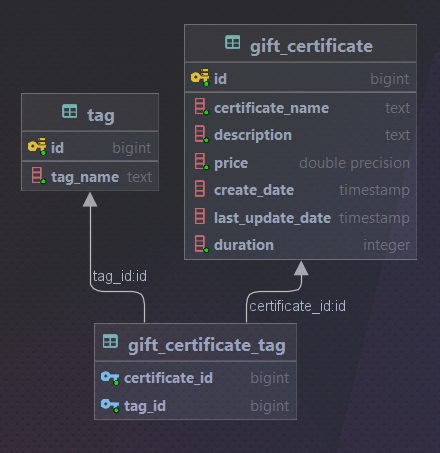 gift_certificate
id bigint
certificate_name text
description text
price double precision
create_date timestamp
last_update_date timestamp
duration integer
tag
id bigint
tag_name text
tag_id:id
certificate_id:id
gift_certificate_tag
certificate_id bigint
tag_id bigint